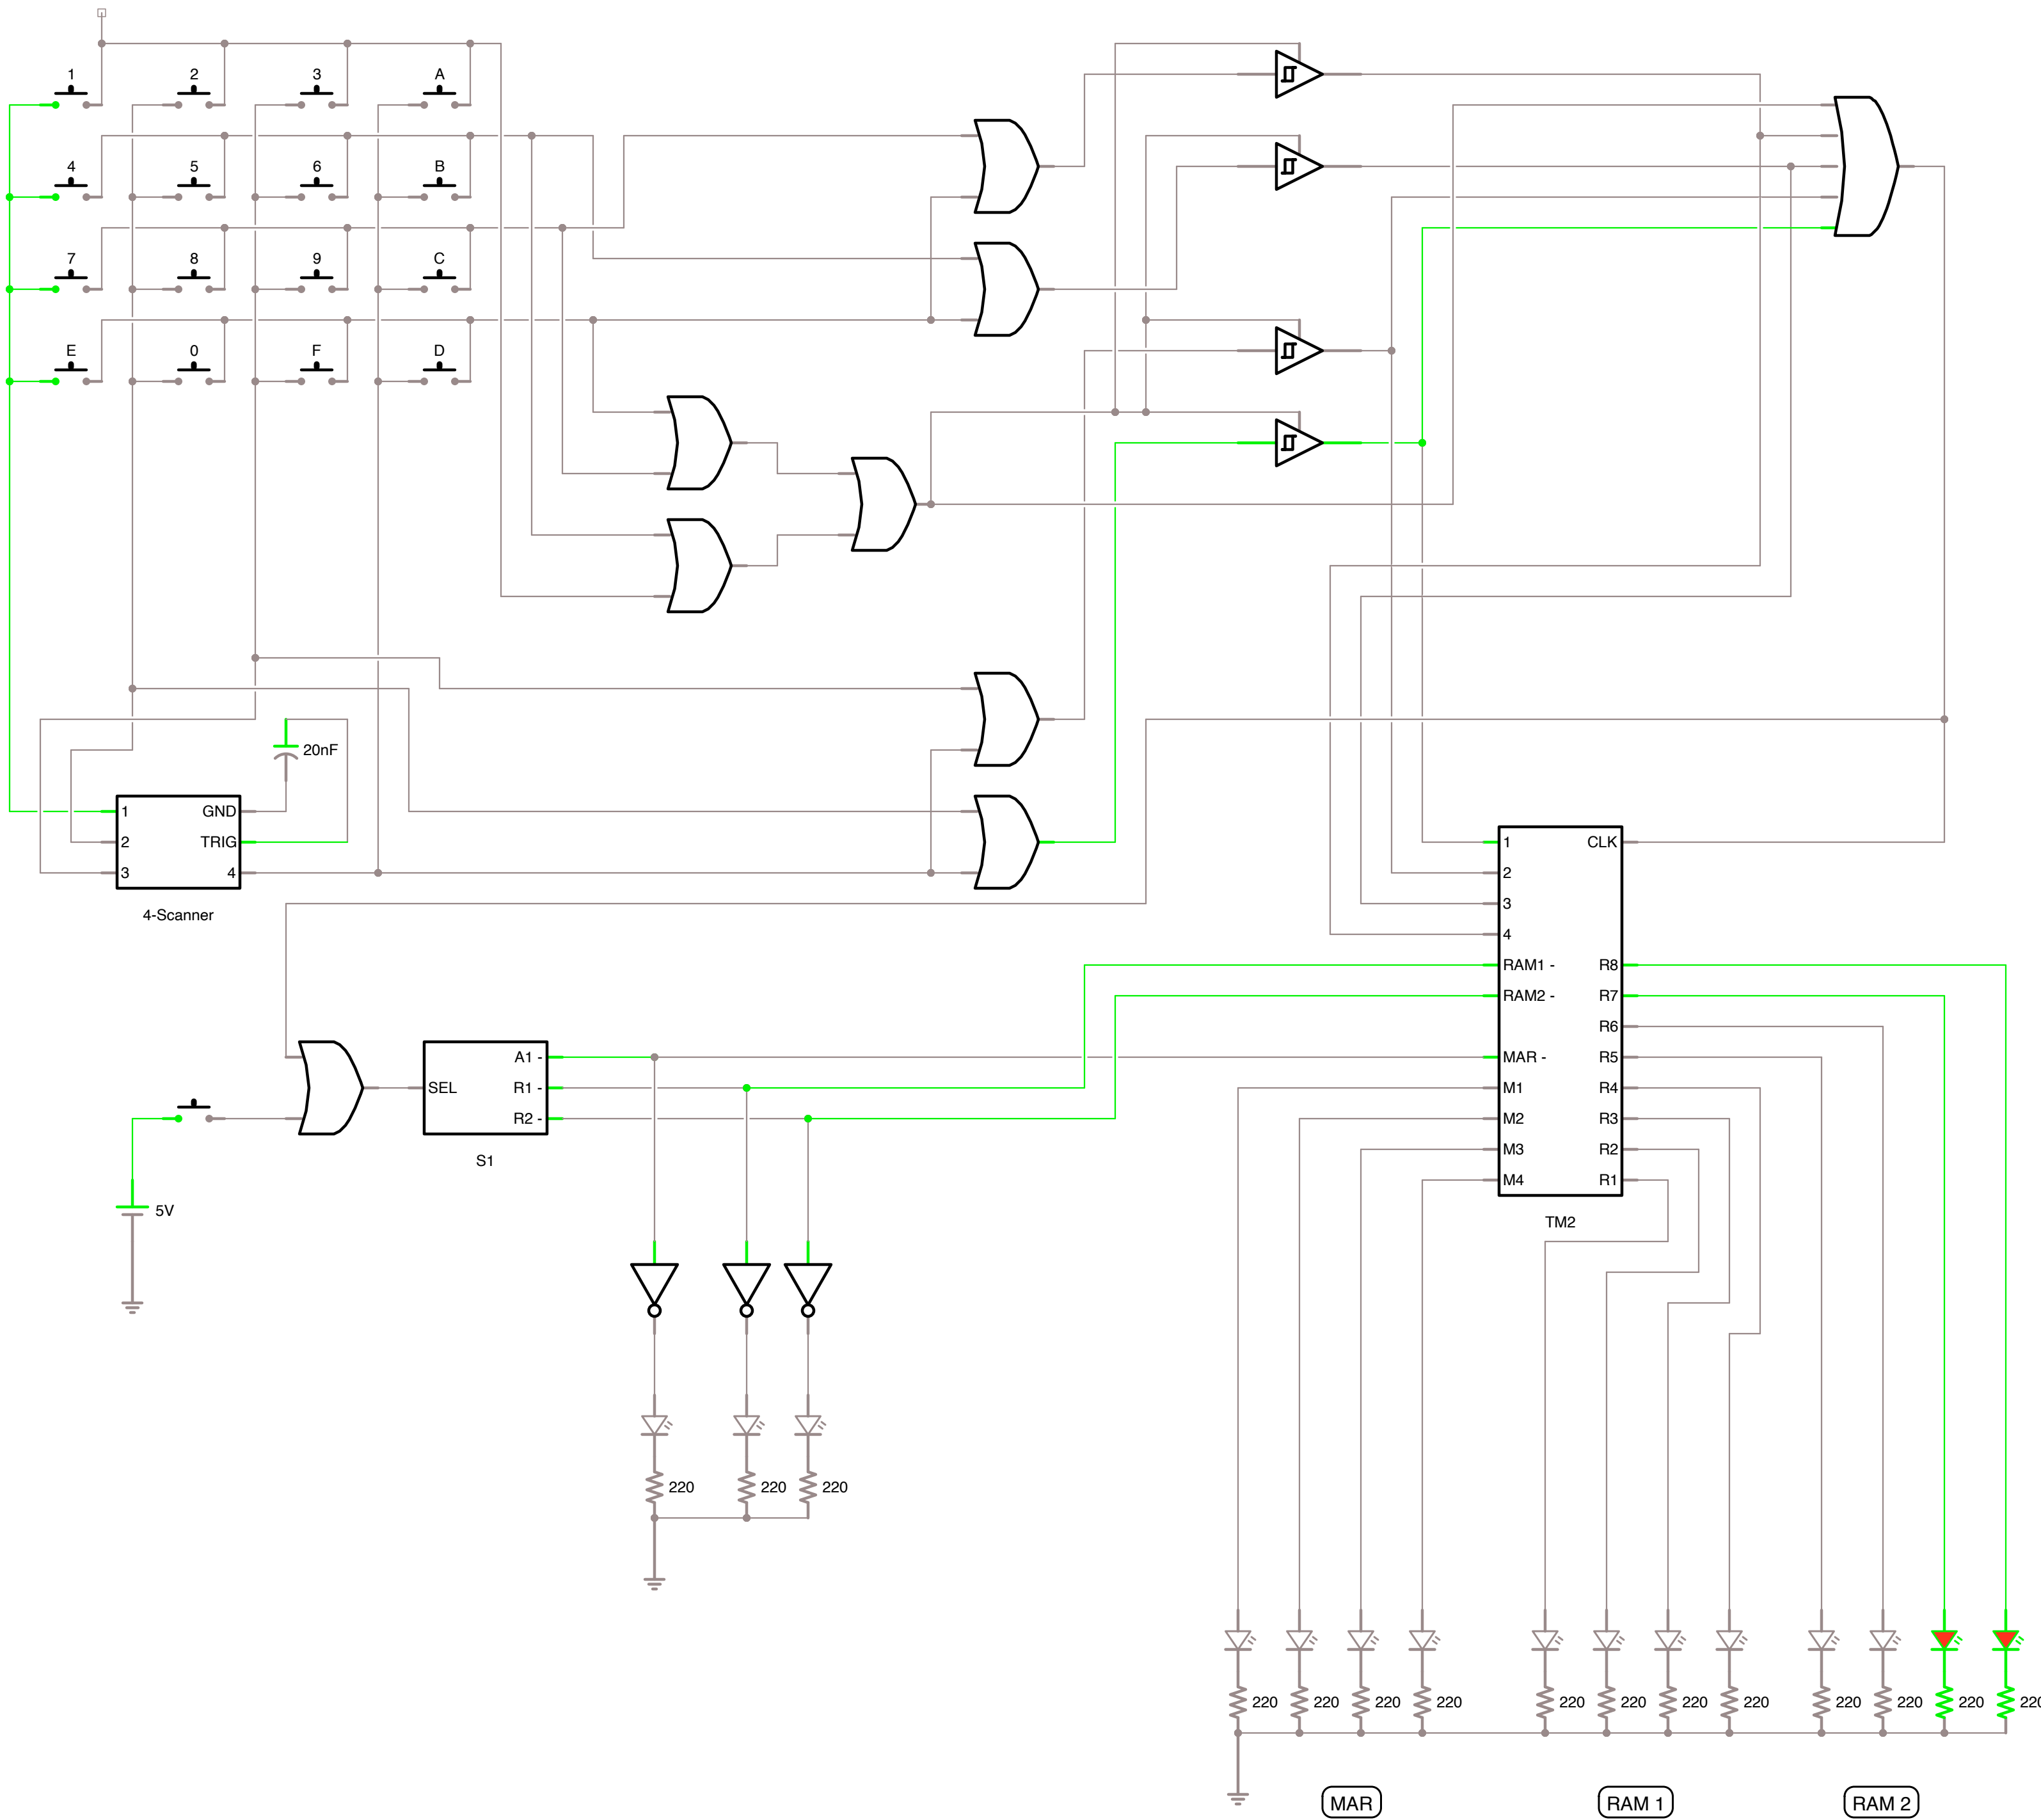 1 2 3 A
4 5 6 B
7 8 9 C
E 0 F D
20nF
1 GND
2 TRIG
3 4
4-Scanner
1 CLK
2
3
4
RAM1 - R8
RAM2 - R7
R6
MAR - R5
M1 R4
M2 R3
M3 R2
M4 R1
TM2
A1 -
SEL R1 -
R2 -
S1
5V
220 220 220
220 220 220 220 220 220 220 220 220 220 220 220
MAR RAM 1 RAM 2